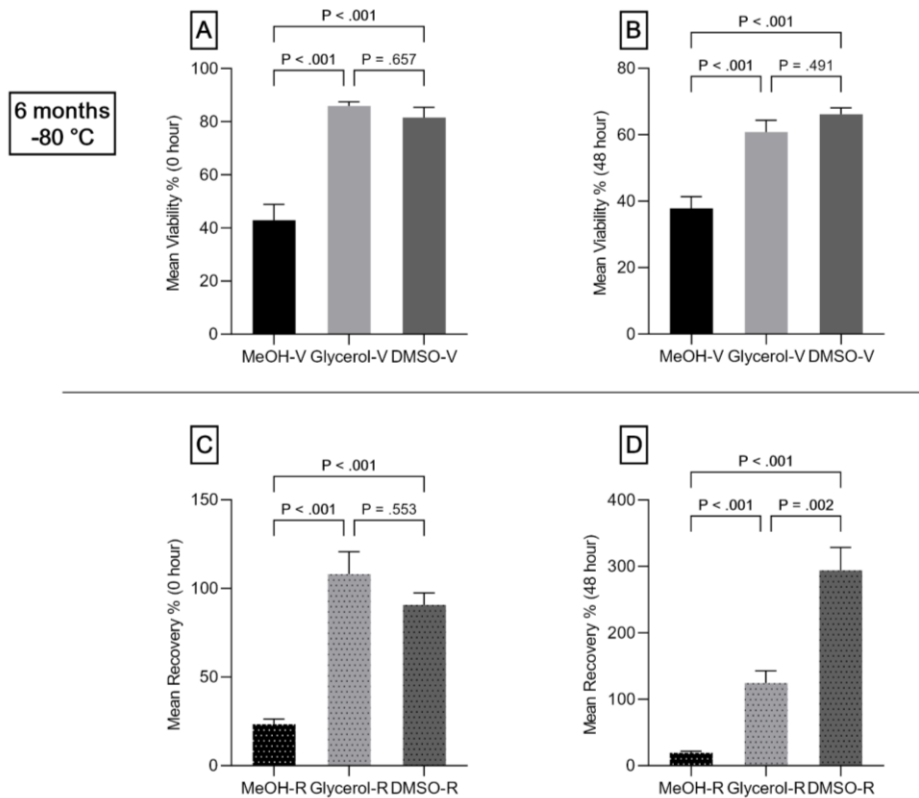 6 months
-80 °C
A
P < .001
P < .001
P = .657
Mean Viability % (0 hour)
100
80
60
40
20
0
MeOH-V Glycerol-V DMSO-V
B
P < .001
P < .001
P = .491
Mean Viability % (48 hour)
80
60
40
20
0
MeOH-V Glycerol-V DMSO-V
C
P < .001
P < .001
P = .553
Mean Recovery % (0 hour)
150
100
50
0
MeOH-R Glycerol-R DMSO-R
D
P < .001
P < .001
P = .002
Mean Recovery % (48 hour)
400
300
200
100
0
MeOH-R Glycerol-R DMSO-R